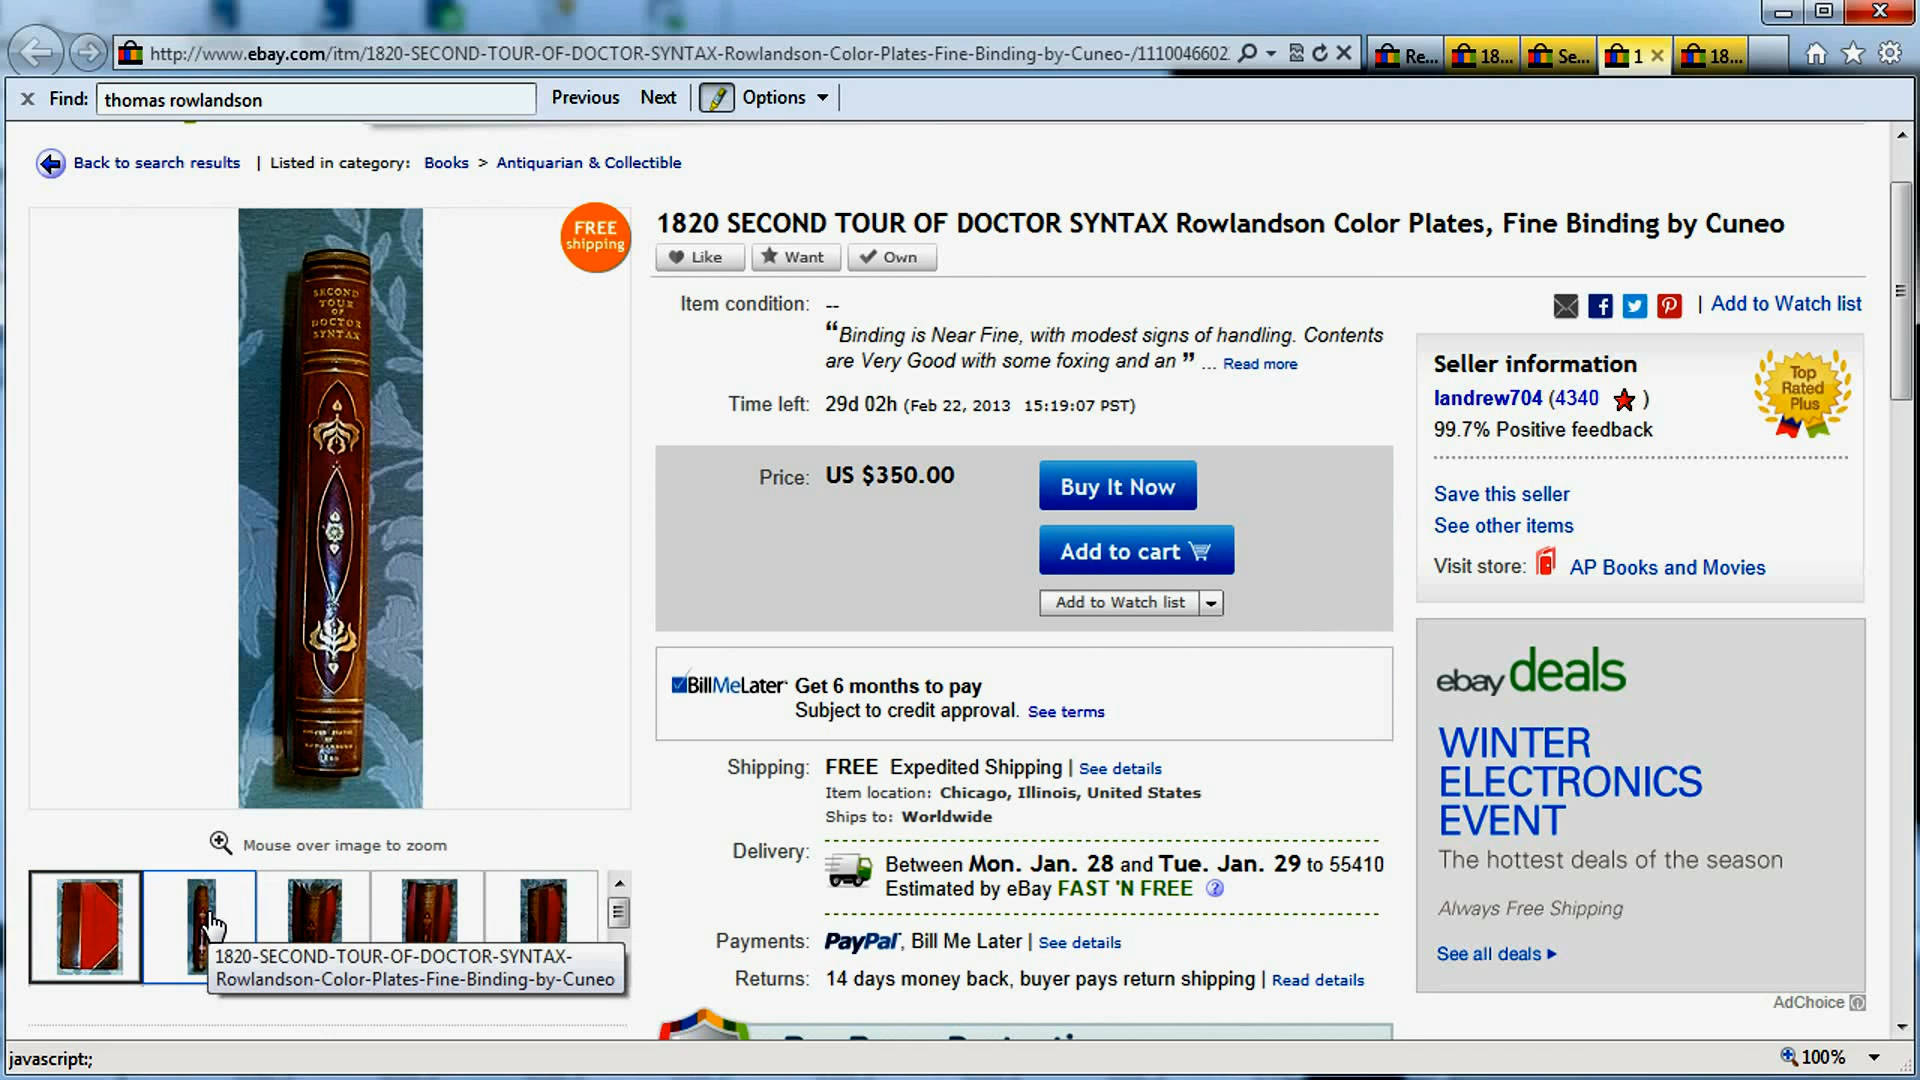 http://www.ebay.com/itm/1820-SECOND-TOUR-OF-DOCTOR-SYNTAX-Rowlandson-Color-Plates-Fine-Binding-by-Cuneo-/1110046602
Re...
18...
Se...
1
18...
Find: thomas rowlandson
Previous
Next
Options
Back to search results | Listed in category: Books > Antiquarian & Collectible
FREE
shipping
SECOND
TOUR
OF
DOCTOR
SYNTAX
1820 SECOND TOUR OF DOCTOR SYNTAX Rowlandson Color Plates, Fine Binding by Cuneo
Like
Want
Own
Item condition: --
“Binding is Near Fine, with modest signs of handling. Contents
are Very Good with some foxing and an ” ... Read more
Time left: 29d 02h (Feb 22, 2013 15:19:07 PST)
Price: US $350.00
Buy It Now
Add to cart
Add to Watch list
BillMeLater Get 6 months to pay
Subject to credit approval. See terms
Shipping: FREE Expedited Shipping | See details
Item location: Chicago, Illinois, United States
Ships to: Worldwide
Delivery: Between Mon. Jan. 28 and Tue. Jan. 29 to 55410
Estimated by eBay FAST 'N FREE ?
Payments: PayPal, Bill Me Later | See details
Returns: 14 days money back, buyer pays return shipping | Read details
| Add to Watch list
Seller information
landrew704 (4340 )
99.7% Positive feedback
Top
Rated
Plus
Save this seller
See other items
Visit store: AP Books and Movies
ebay deals
WINTER
ELECTRONICS
EVENT
The hottest deals of the season
Always Free Shipping
See all deals
AdChoice
Mouse over image to zoom
1820-SECOND-TOUR-OF-DOCTOR-SYNTAX-
Rowlandson-Color-Plates-Fine-Binding-by-Cuneo
javascript:;
100%